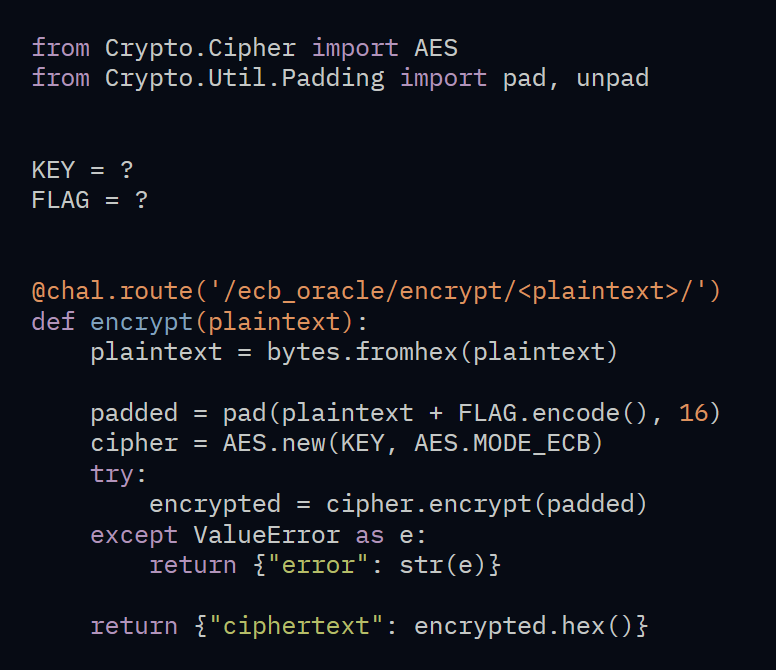 from Crypto.Cipher import AES
from Crypto.Util.Padding import pad, unpad
KEY = ?
FLAG = ?
@chal.route('/ecb_oracle/encrypt/<plaintext>/')
def encrypt(plaintext):
    plaintext = bytes.fromhex(plaintext)
    padded = pad(plaintext + FLAG.encode(), 16)
    cipher = AES.new(KEY, AES.MODE_ECB)
    try:
        encrypted = cipher.encrypt(padded)
    except ValueError as e:
        return {"error": str(e)}
    return {"ciphertext": encrypted.hex()}